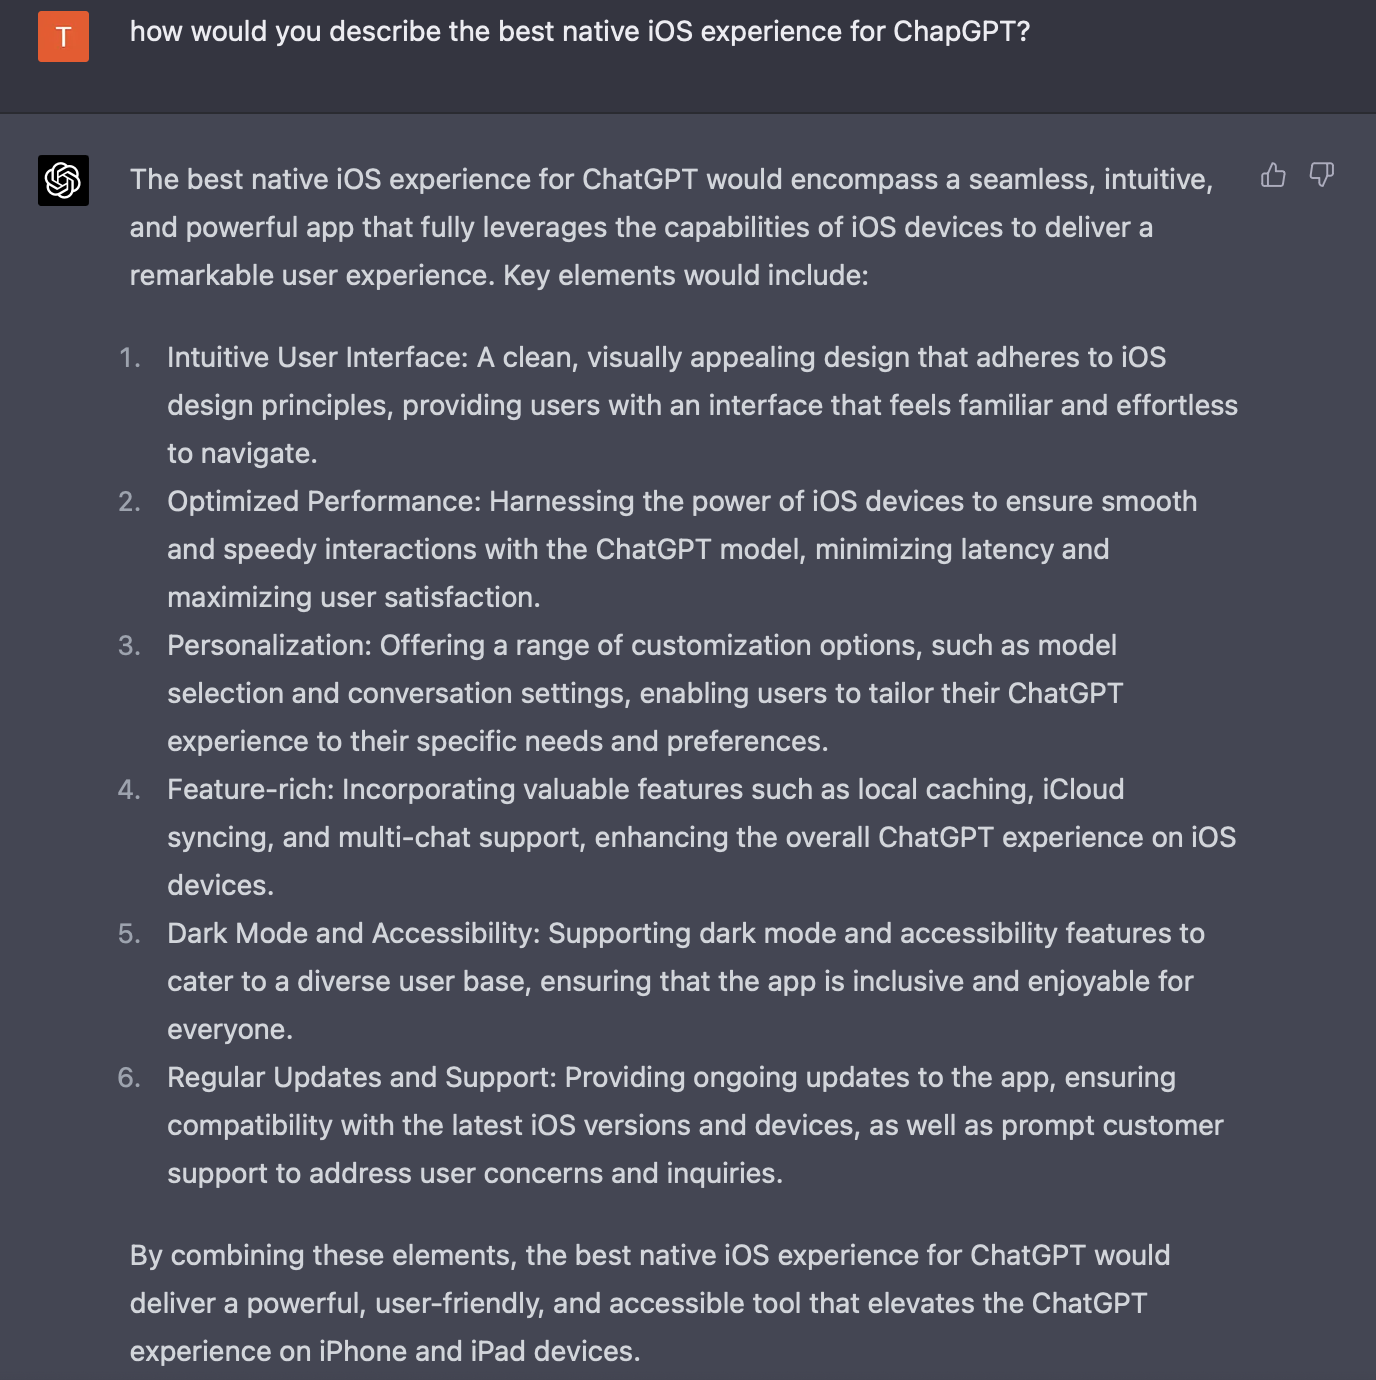 T
how would you describe the best native iOS experience for ChapGPT?
The best native iOS experience for ChatGPT would encompass a seamless, intuitive,
and powerful app that fully leverages the capabilities of iOS devices to deliver a
remarkable user experience. Key elements would include:
1. Intuitive User Interface: A clean, visually appealing design that adheres to iOS
design principles, providing users with an interface that feels familiar and effortless
to navigate.
2. Optimized Performance: Harnessing the power of iOS devices to ensure smooth
and speedy interactions with the ChatGPT model, minimizing latency and
maximizing user satisfaction.
3. Personalization: Offering a range of customization options, such as model
selection and conversation settings, enabling users to tailor their ChatGPT
experience to their specific needs and preferences.
4. Feature-rich: Incorporating valuable features such as local caching, iCloud
syncing, and multi-chat support, enhancing the overall ChatGPT experience on iOS
devices.
5. Dark Mode and Accessibility: Supporting dark mode and accessibility features to
cater to a diverse user base, ensuring that the app is inclusive and enjoyable for
everyone.
6. Regular Updates and Support: Providing ongoing updates to the app, ensuring
compatibility with the latest iOS versions and devices, as well as prompt customer
support to address user concerns and inquiries.
By combining these elements, the best native iOS experience for ChatGPT would
deliver a powerful, user-friendly, and accessible tool that elevates the ChatGPT
experience on iPhone and iPad devices.